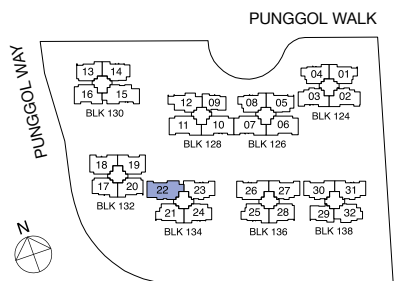 PUNGGOL WALK
PUNGGOL WAY
13 14
16 15
BLK 130
12 09
11 10
BLK 128
08 05
07 06
BLK 126
04 01
03 02
BLK 124
18 19
17 20
BLK 132
22 23
21 24
BLK 134
26 27
25 28
BLK 136
30 31
29 32
BLK 138
N